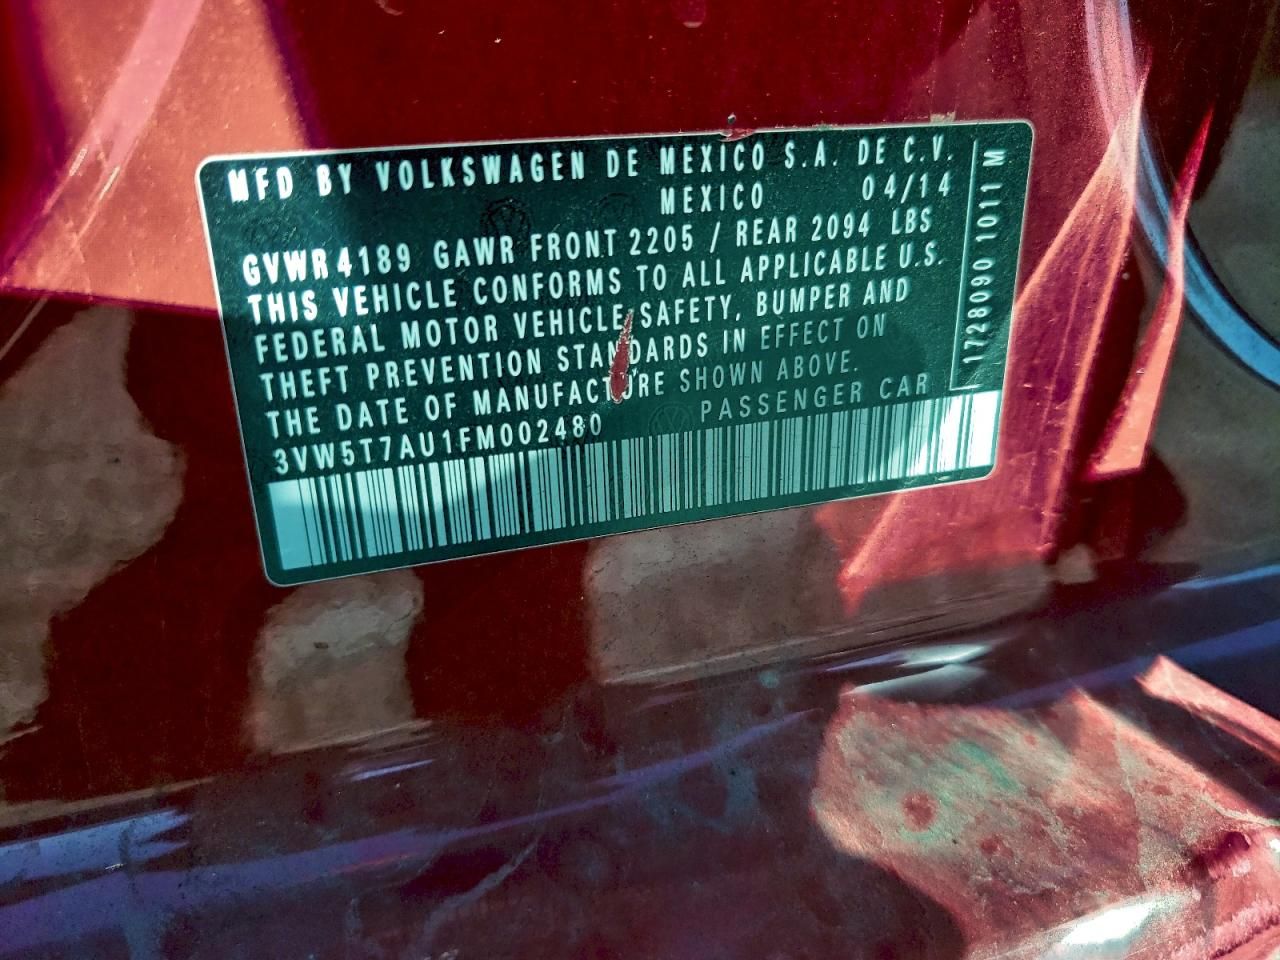 MFD BY VOLKSWAGEN DE MEXICO S.A. DE C.V.
MEXICO 04/14
GVWR 4189 GAWR FRONT 2205 / REAR 2094 LBS
THIS VEHICLE CONFORMS TO ALL APPLICABLE U.S.
FEDERAL MOTOR VEHICLE SAFETY, BUMPER AND
THEFT PREVENTION STANDARDS IN EFFECT ON
THE DATE OF MANUFACTURE SHOWN ABOVE.
3VW5T7AU1FM002480 PASSENGER CAR
1728090 1011 M